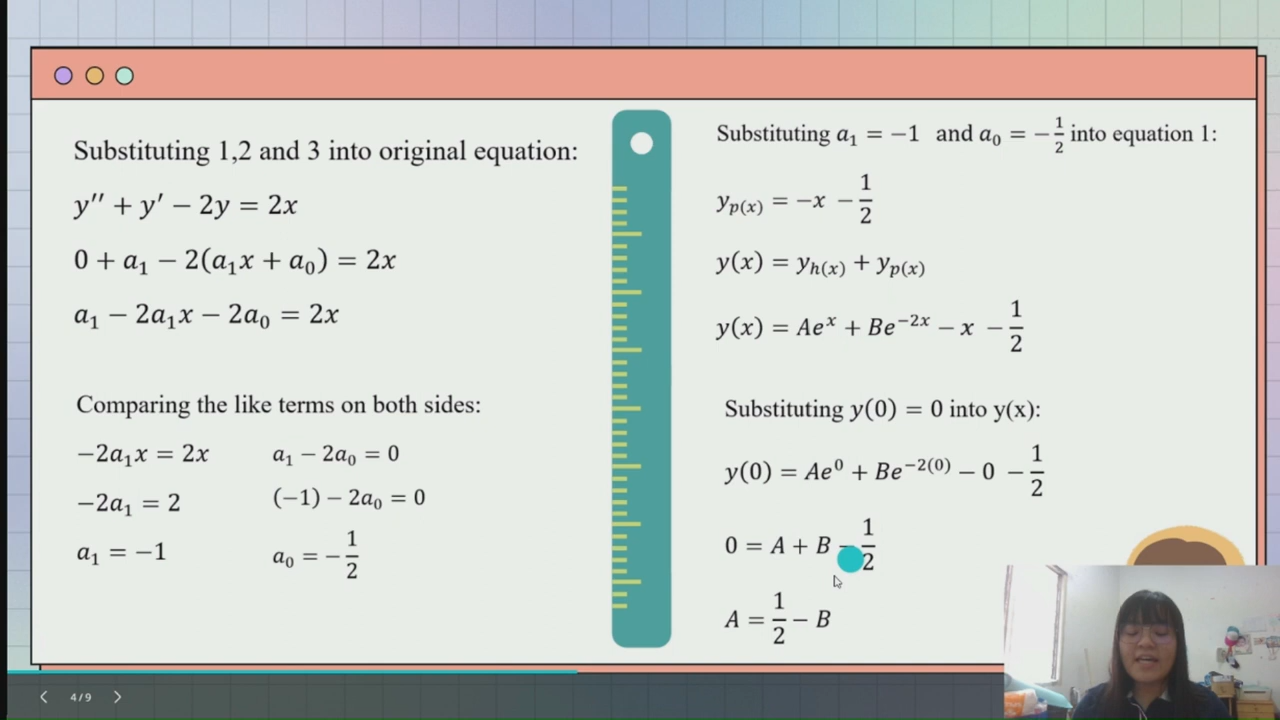 Substituting 1,2 and 3 into original equation:
y″ + y′ − 2y = 2x
0 + a₁ − 2(a₁x + a₀) = 2x
a₁ − 2a₁x − 2a₀ = 2x
Comparing the like terms on both sides:
−2a₁x = 2x
−2a₁ = 2
a₁ = −1
a₁ − 2a₀ = 0
(−1) − 2a₀ = 0
a₀ = −1/2
Substituting a₁ = −1 and a₀ = −1/2 into equation 1:
yₚ₍ₓ₎ = −x − 1/2
y(x) = yₕ₍ₓ₎ + yₚ₍ₓ₎
y(x) = Aeˣ + Be⁻²ˣ − x − 1/2
Substituting y(0) = 0 into y(x):
y(0) = Ae⁰ + Be⁻²⁽⁰⁾ − 0 − 1/2
0 = A + B − 1/2
A = 1/2 − B
4/9